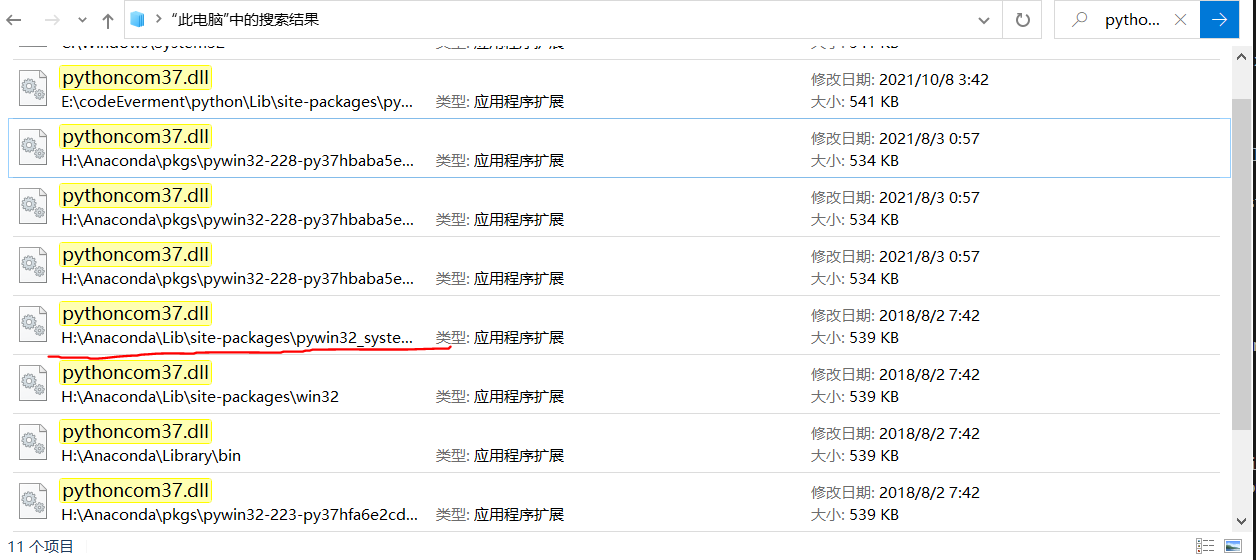 “此电脑”中的搜索结果
pytho...
C:\Windows\System32
类型: 应用程序扩展
大小: 541 KB
pythoncom37.dll
修改日期: 2021/10/8 3:42
E:\codeEverment\python\Lib\site-packages\py...
类型: 应用程序扩展
大小: 541 KB
pythoncom37.dll
修改日期: 2021/8/3 0:57
H:\Anaconda\pkgs\pywin32-228-py37hbaba5e...
类型: 应用程序扩展
大小: 534 KB
pythoncom37.dll
修改日期: 2021/8/3 0:57
H:\Anaconda\pkgs\pywin32-228-py37hbaba5e...
类型: 应用程序扩展
大小: 534 KB
pythoncom37.dll
修改日期: 2021/8/3 0:57
H:\Anaconda\pkgs\pywin32-228-py37hbaba5e...
类型: 应用程序扩展
大小: 534 KB
pythoncom37.dll
修改日期: 2018/8/2 7:42
H:\Anaconda\Lib\site-packages\pywin32_syste...
类型: 应用程序扩展
大小: 539 KB
pythoncom37.dll
修改日期: 2018/8/2 7:42
H:\Anaconda\Lib\site-packages\win32
类型: 应用程序扩展
大小: 539 KB
pythoncom37.dll
修改日期: 2018/8/2 7:42
H:\Anaconda\Library\bin
类型: 应用程序扩展
大小: 539 KB
pythoncom37.dll
修改日期: 2018/8/2 7:42
H:\Anaconda\pkgs\pywin32-223-py37hfa6e2cd...
类型: 应用程序扩展
大小: 539 KB
11 个项目